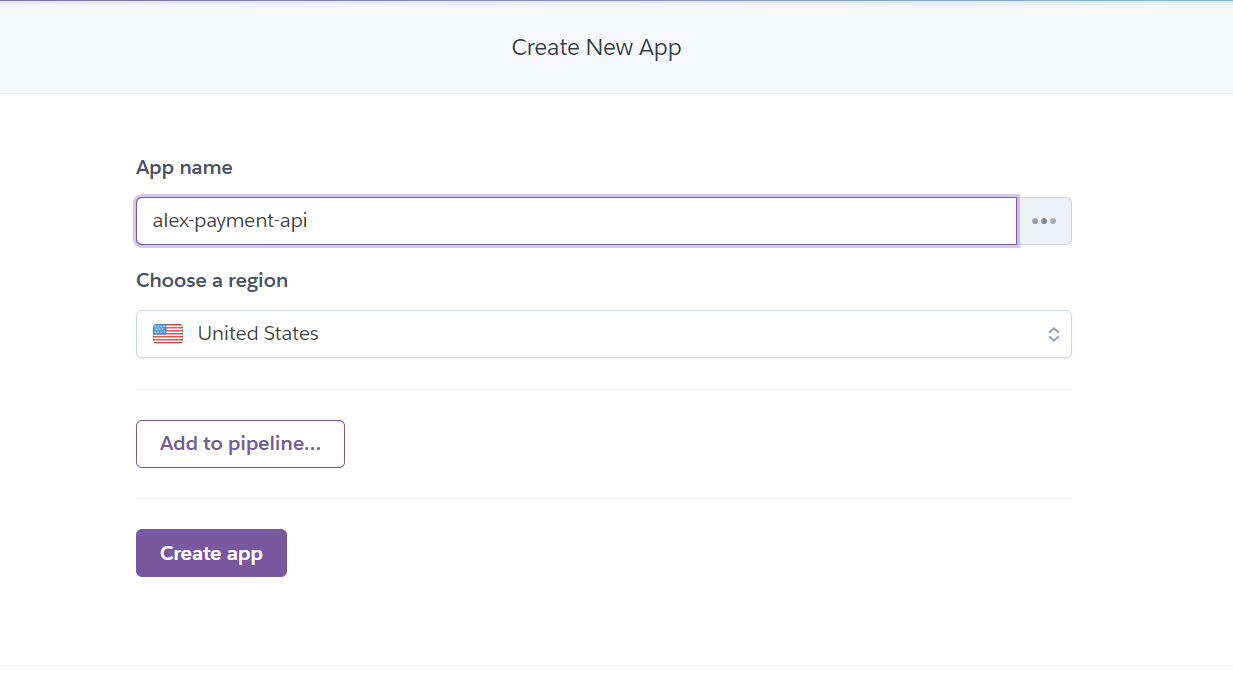 Create New App
App name
alex-payment-api
Choose a region
United States
Add to pipeline...
Create app